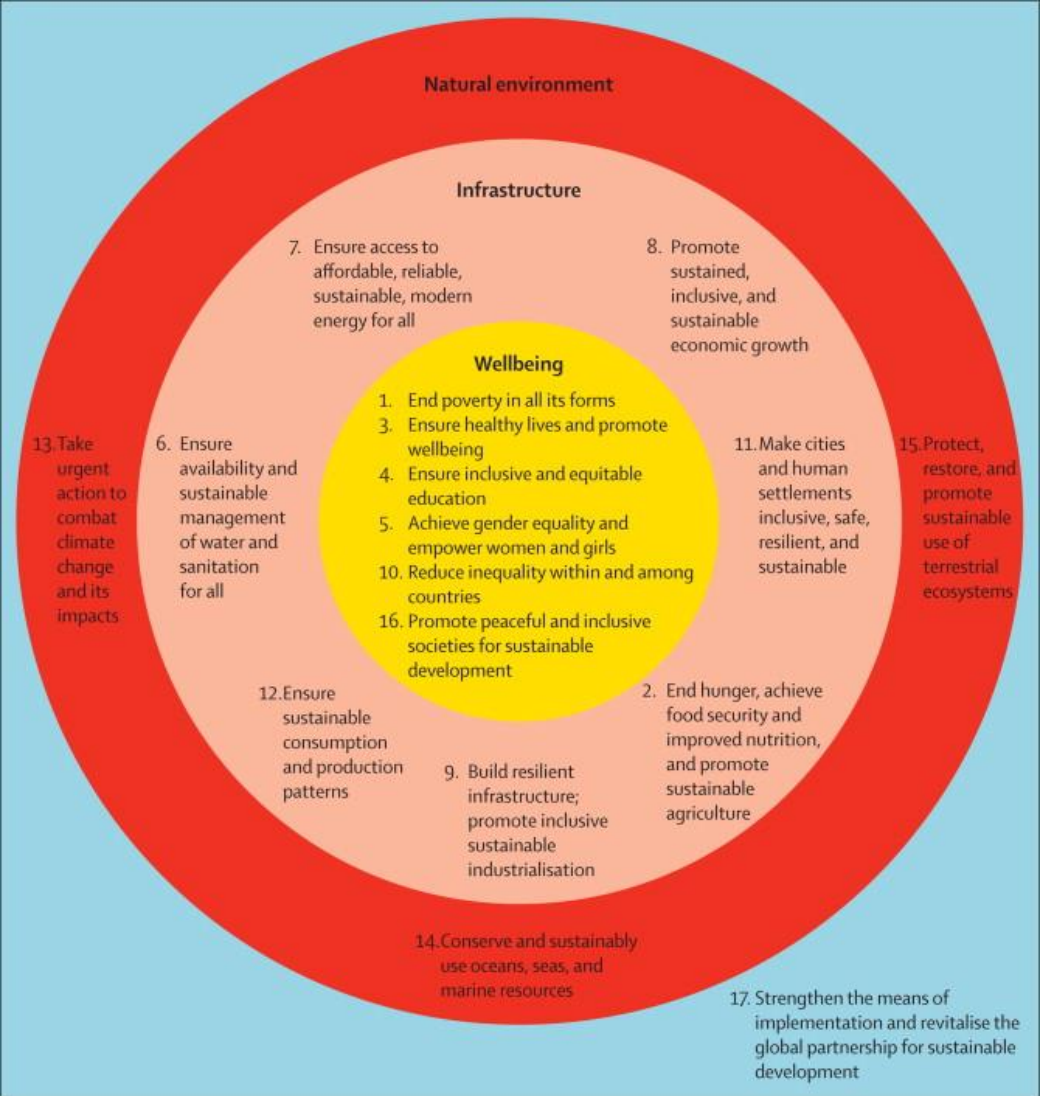 Natural environment
Infrastructure
7. Ensure access to
affordable, reliable,
sustainable, modern
energy for all
8. Promote
sustained,
inclusive, and
sustainable
economic growth
Wellbeing
1. End poverty in all its forms
3. Ensure healthy lives and promote
wellbeing
4. Ensure inclusive and equitable
education
5. Achieve gender equality and
empower women and girls
10. Reduce inequality within and among
countries
16. Promote peaceful and inclusive
societies for sustainable
development
13. Take
urgent
action to
combat
climate
change
and its
impacts
6. Ensure
availability and
sustainable
management
of water and
sanitation
for all
11. Make cities
and human
settlements
inclusive, safe,
resilient, and
sustainable
15. Protect,
restore, and
promote
sustainable
use of
terrestrial
ecosystems
12. Ensure
sustainable
consumption
and production
patterns
9. Build resilient
infrastructure;
promote inclusive
sustainable
industrialisation
2. End hunger, achieve
food security and
improved nutrition,
and promote
sustainable
agriculture
14. Conserve and sustainably
use oceans, seas, and
marine resources
17. Strengthen the means of
implementation and revitalise the
global partnership for sustainable
development